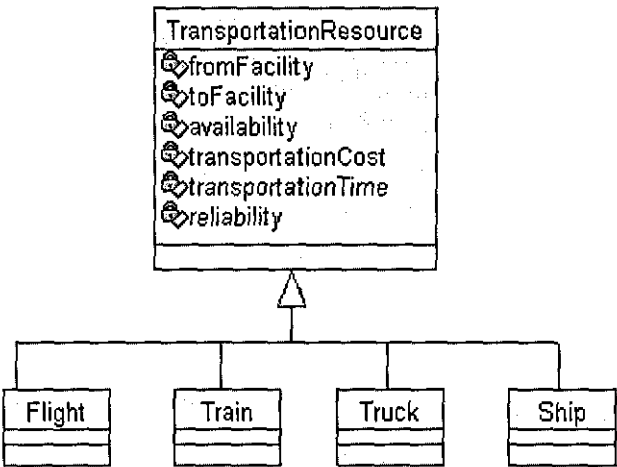 TransportationResource
fromFacility
toFacility
availability
transportationCost
transportationTime
reliability
Flight
Train
Truck
Ship